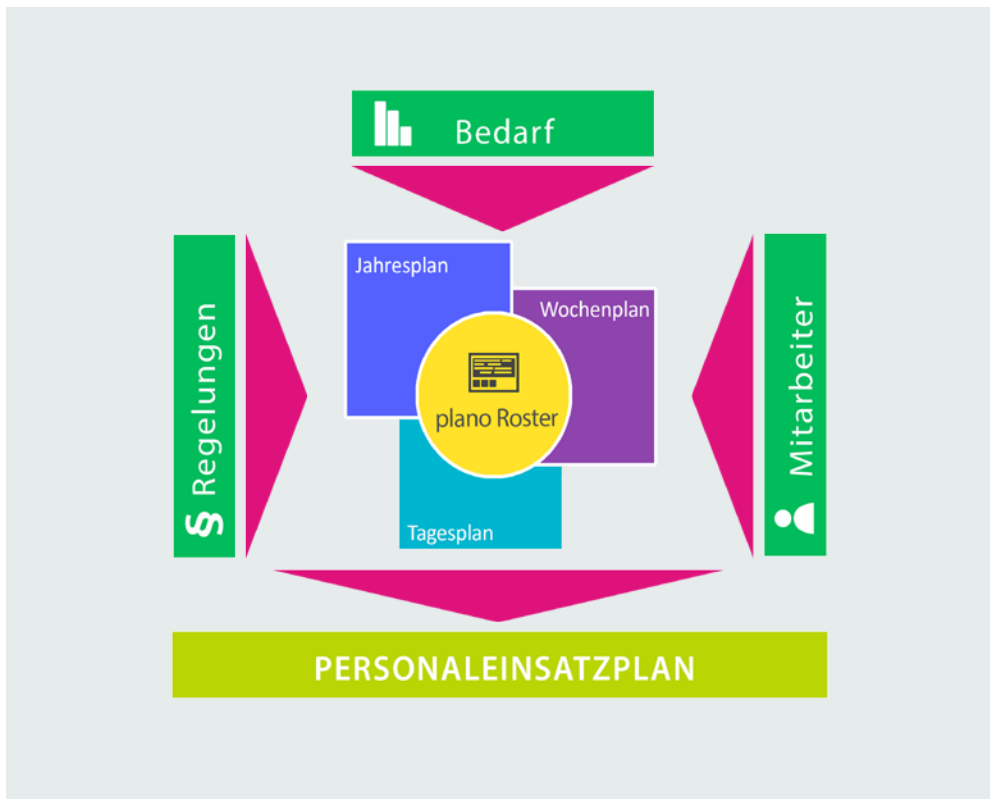 Bedarf
Jahresplan
Wochenplan
§ Regelungen
plano Roster
Mitarbeiter
Tagesplan
PERSONALEINSATZPLAN